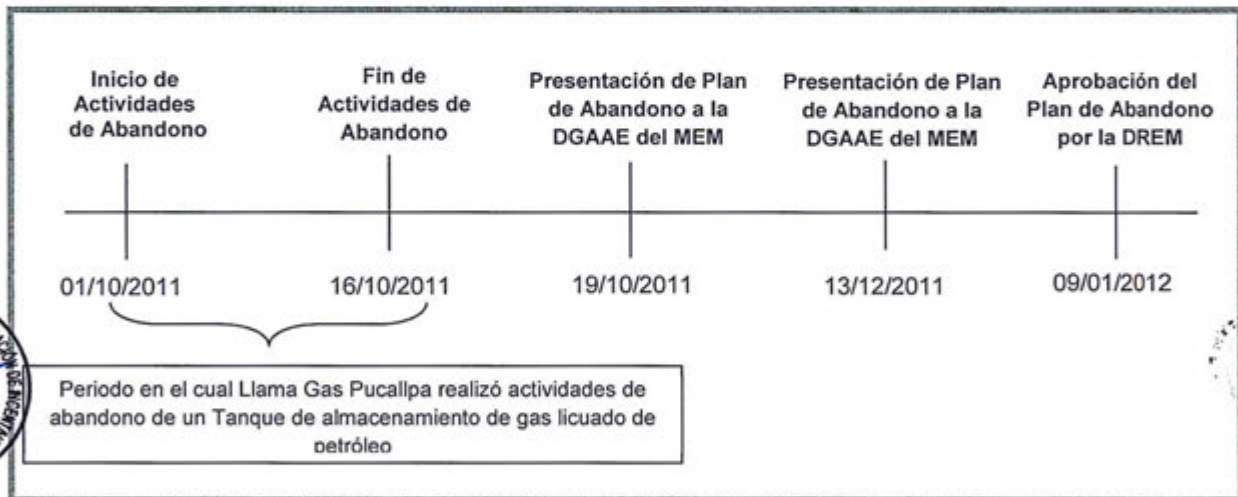 Inicio de
Actividades
de Abandono
Fin de
Actividades de
Abandono
Presentación de Plan
de Abandono a la
DGAAE del MEM
Presentación de Plan
de Abandono a la
DGAAE del MEM
Aprobación del
Plan de Abandono
por la DREM
01/10/2011
16/10/2011
19/10/2011
13/12/2011
09/01/2012
Periodo en el cual Llama Gas Pucallpa realizó actividades de
abandono de un Tanque de almacenamiento de gas licuado de
petróleo